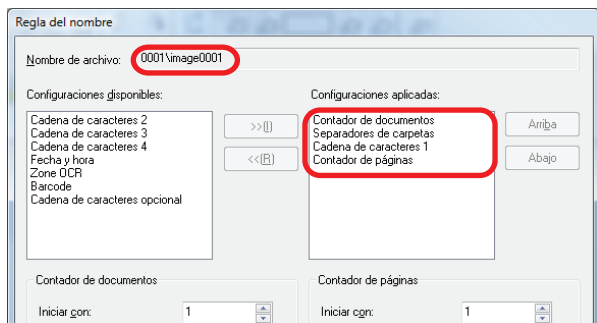 Regla del nombre
Nombre de archivo: 0001\image0001
Configuraciones disponibles:
Cadena de caracteres 2
Cadena de caracteres 3
Cadena de caracteres 4
Fecha y hora
Zone OCR
Barcode
Cadena de caracteres opcional
>>(I)
<<(R)
Configuraciones aplicadas:
Contador de documentos
Separadores de carpetas
Cadena de caracteres 1
Contador de páginas
Arriba
Abajo
Contador de documentos
Iniciar con: 1
Contador de páginas
Iniciar con: 1